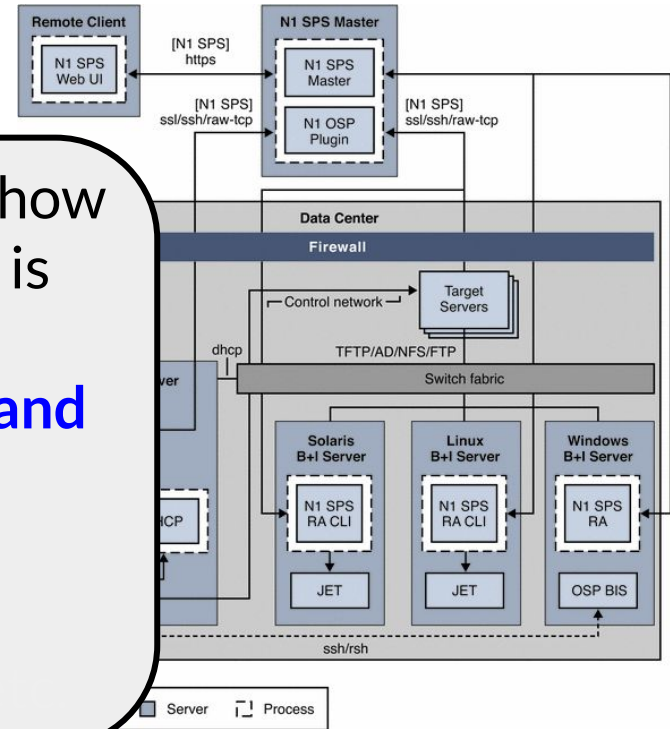 Remote Client
N1 SPS
Web UI
[N1 SPS]
https
N1 SPS Master
N1 SPS
Master
N1 OSP
Plugin
[N1 SPS]
ssl/ssh/raw-tcp
[N1 SPS]
ssl/ssh/raw-tcp
how
is
and
Data Center
Firewall
Control network
Target
Servers
dhcp
TFTP/AD/NFS/FTP
Switch fabric
Solaris
B+I Server
N1 SPS
RA CLI
JET
Linux
B+I Server
N1 SPS
RA CLI
JET
Windows
B+I Server
N1 SPS
RA
OSP BIS
ssh/rsh
Server
Process